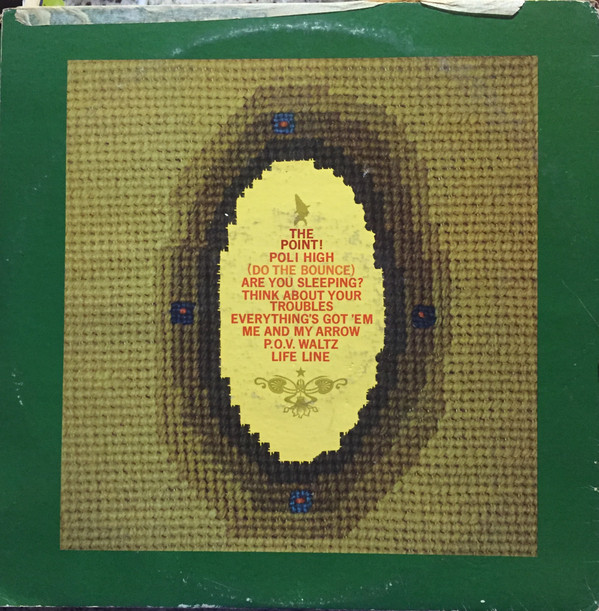 THE
POINT!
POLI HIGH
(DO THE BOUNCE)
ARE YOU SLEEPING?
THINK ABOUT YOUR
TROUBLES
EVERYTHING'S GOT 'EM
ME AND MY ARROW
P.O.V. WALTZ
LIFE LINE